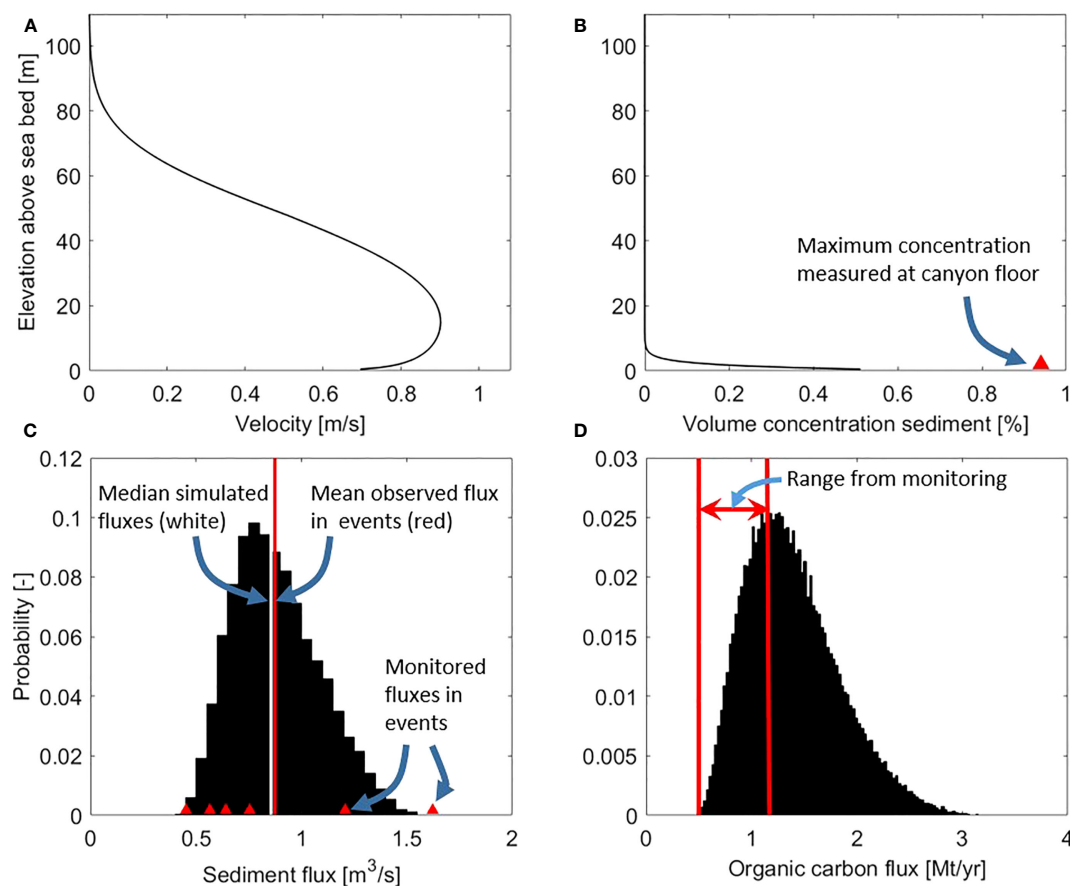 A
B
Elevation above sea bed [m]
100
80
60
40
20
0
0
0.2
0.4
0.6
0.8
1
Velocity [m/s]
100
80
60
40
20
0
Maximum concentration
measured at canyon floor
0
0.2
0.4
0.6
0.8
1
Volume concentration sediment [%]
C
D
Probability [-]
0.12
0.1
0.08
0.06
0.04
0.02
0
Median simulated
fluxes (white)
Mean observed flux
in events (red)
Monitored
fluxes in
events
0
0.5
1
1.5
2
Sediment flux [m³/s]
0.03
0.025
0.02
0.015
0.01
0.005
0
Range from monitoring
0
1
2
3
4
Organic carbon flux [Mt/yr]